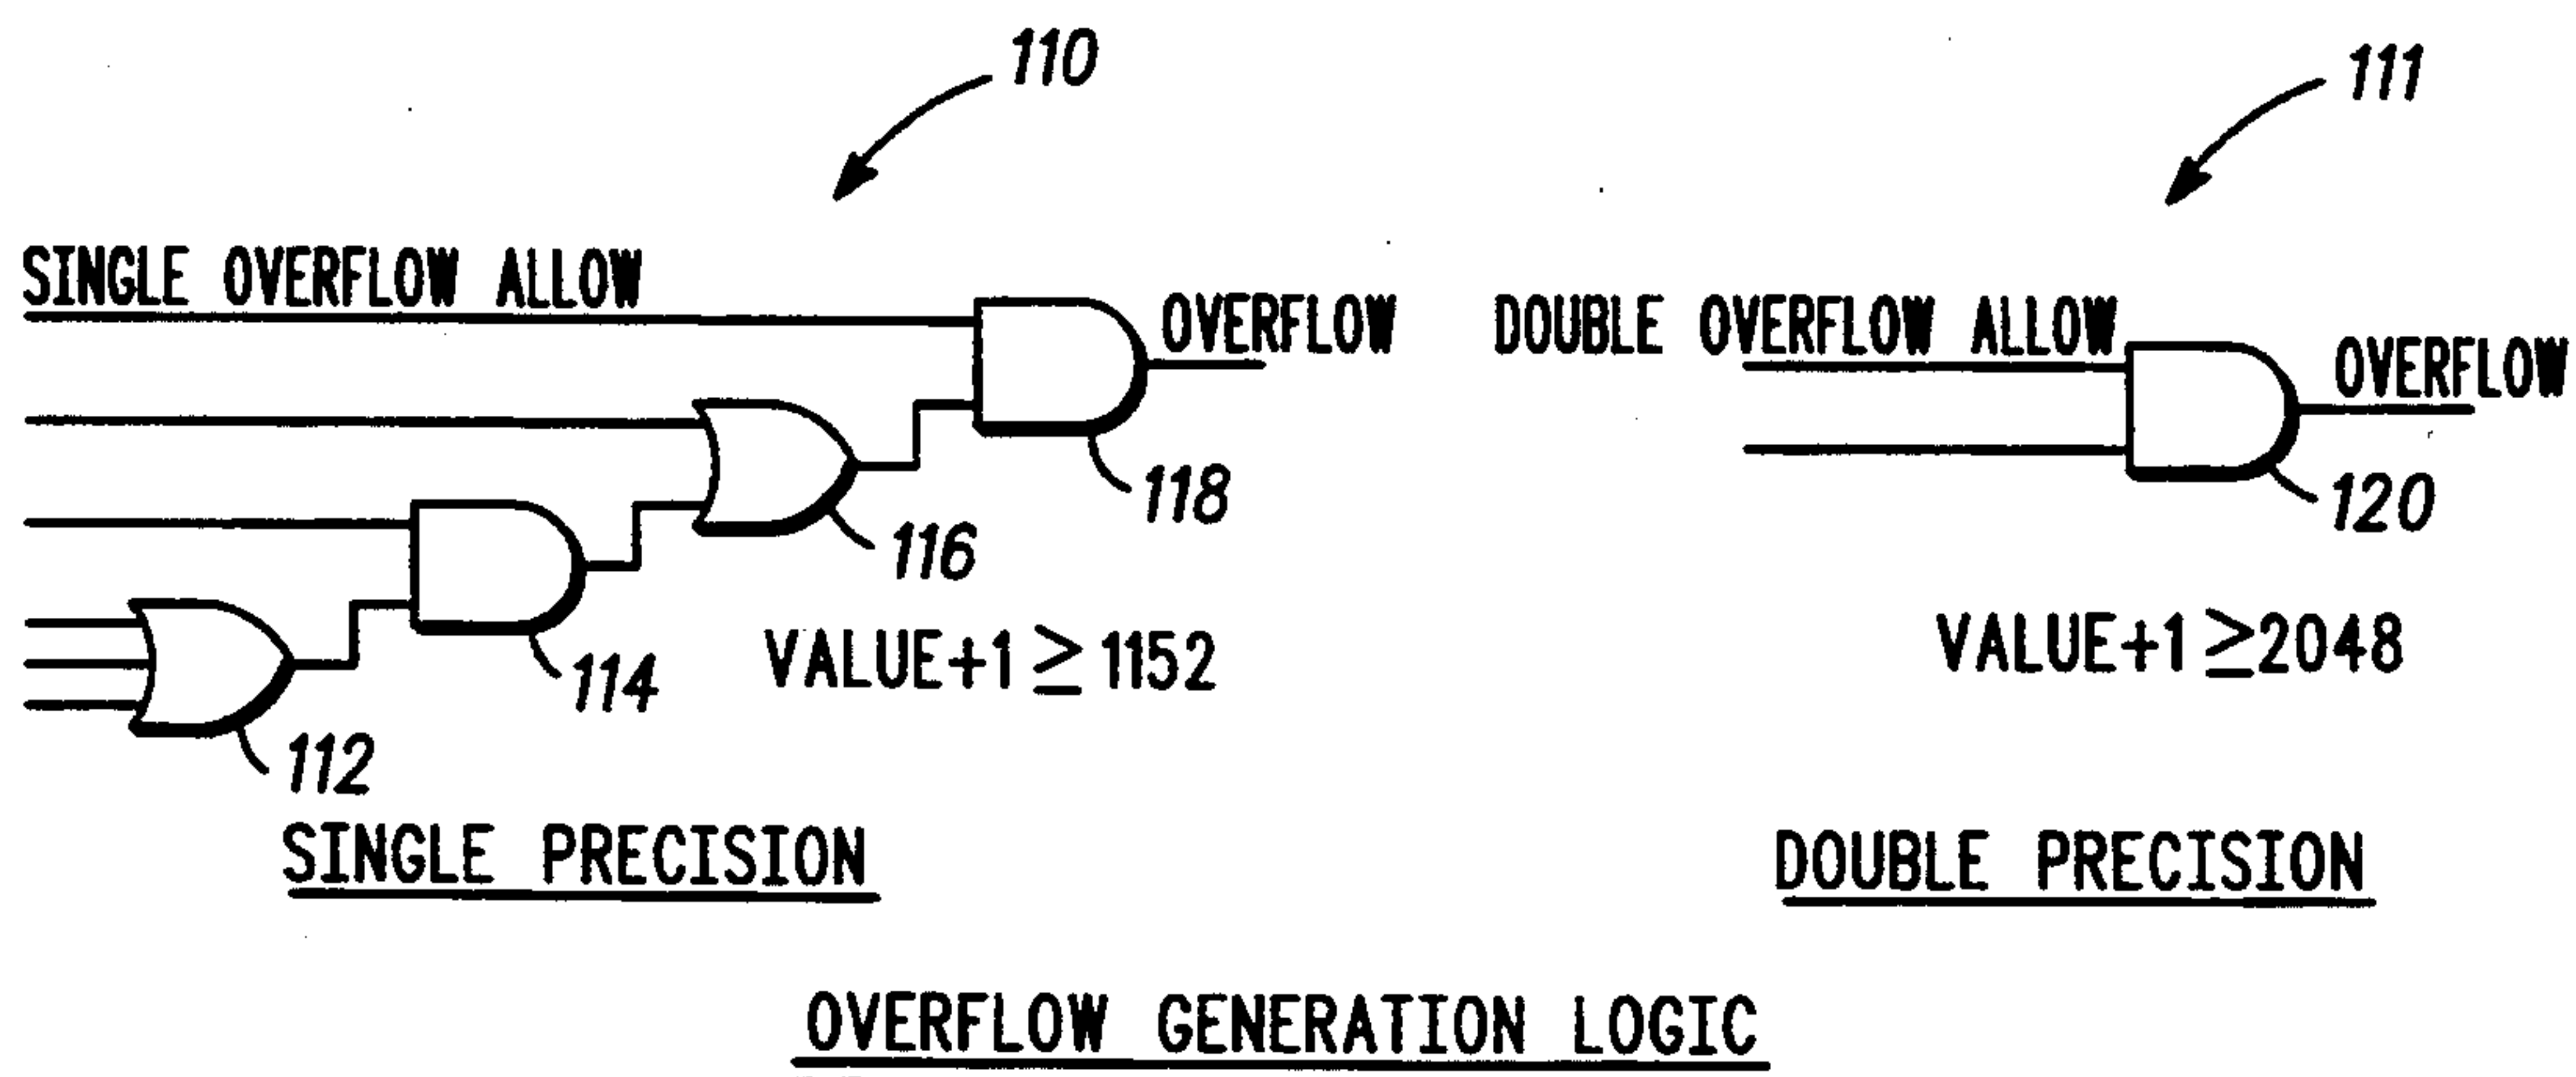 110
111
SINGLE OVERFLOW ALLOW
OVERFLOW
DOUBLE OVERFLOW ALLOW
OVERFLOW
118
120
116
114
VALUE+1≥1152
VALUE+1≥2048
112
SINGLE PRECISION
DOUBLE PRECISION
OVERFLOW GENERATION LOGIC